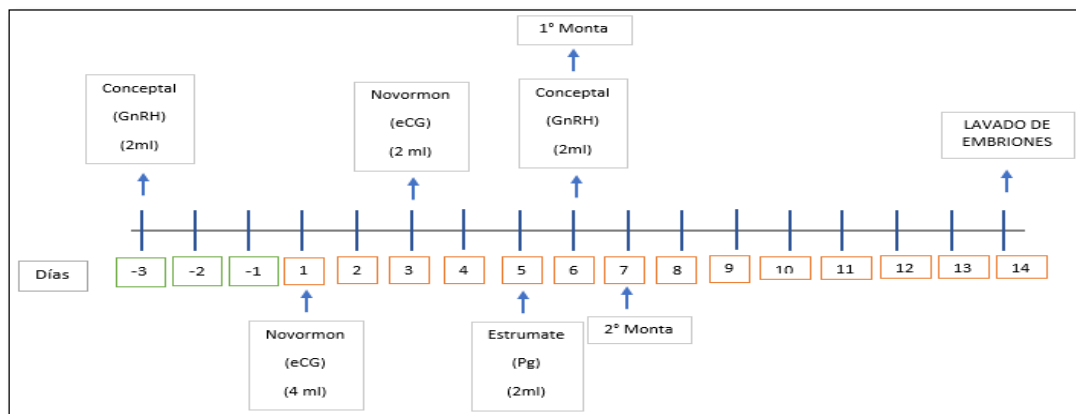 1° Monta
Conceptal
(GnRH)
(2ml)
Novormon
(eCG)
(2 ml)
Conceptal
(GnRH)
(2ml)
LAVADO DE
EMBRIONES
Días
-3
-2
-1
1
2
3
4
5
6
7
8
9
10
11
12
13
14
Novormon
(eCG)
(4 ml)
Estrumate
(Pg)
(2ml)
2° Monta